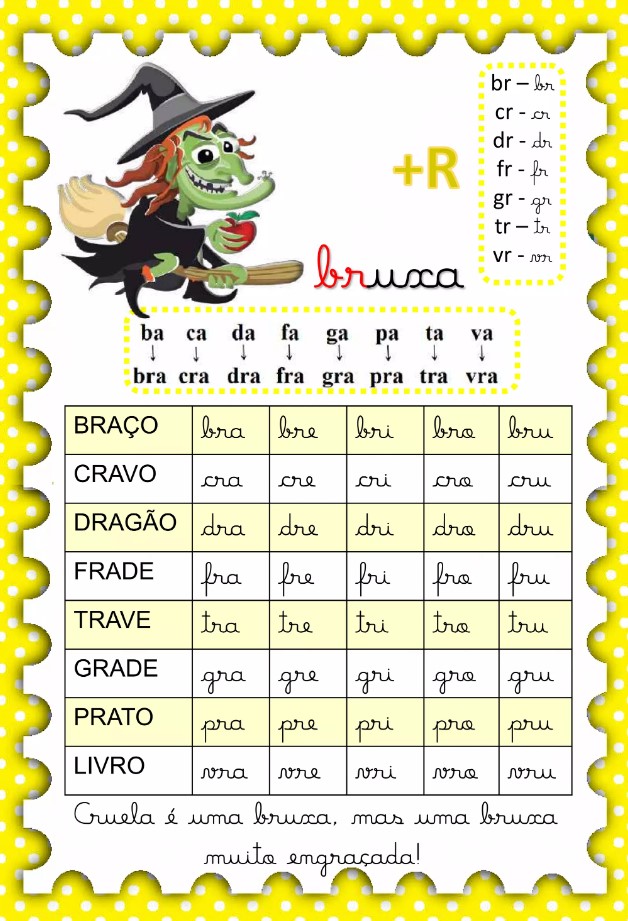 br – br
cr - cr
dr - dr
fr - fr
gr - gr
tr – tr
vr - vr
+R
bruxa
ba ca da fa ga pa ta va
↓ ↓ ↓ ↓ ↓ ↓ ↓ ↓
bra cra dra fra gra pra tra vra
BRAÇO bra bre bri bro bru
CRAVO cra cre cri cro cru
DRAGÃO dra dre dri dro dru
FRADE fra fre fri fro fru
TRAVE tra tre tri tro tru
GRADE gra gre gri gro gru
PRATO pra pre pri pro pru
LIVRO vra vre vri vro vru
Cruela é uma bruxa, mas uma bruxa
muito engraçada!